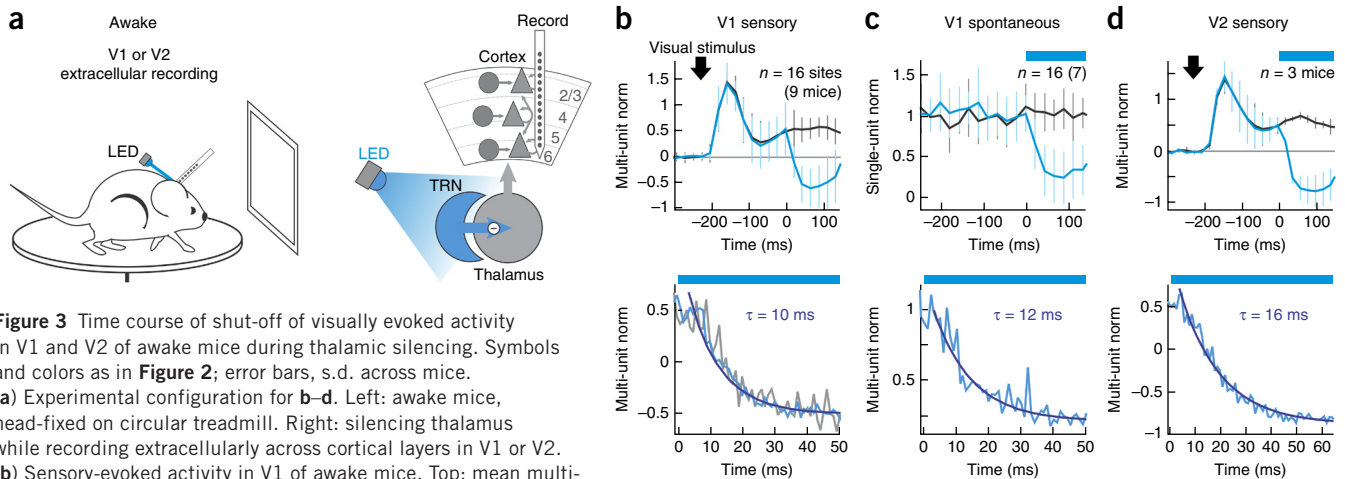 a
Awake
V1 or V2
extracellular recording
LED
Record
Cortex
2/3
4
5
6
LED
TRN
–
Thalamus
b
V1 sensory
Visual stimulus
n = 16 sites
(9 mice)
Multi-unit norm
1.5
1
0.5
0
−0.5
−1
−200 −100 0 100
Time (ms)
Multi-unit norm
0.5
0
−0.5
τ = 10 ms
0 10 20 30 40 50
Time (ms)
c
V1 spontaneous
n = 16 (7)
Single-unit norm
1.5
1.0
0.5
0
−200 −100 0 100
Time (ms)
Multi-unit norm
1
0.5
τ = 12 ms
0 10 20 30 40 50
Time (ms)
d
V2 sensory
n = 3 mice
Multi-unit norm
1
0
−1
−200 −100 0 100
Time (ms)
Multi-unit norm
0.5
0
−0.5
−1
τ = 16 ms
0 10 20 30 40 50 60
Time (ms)
Figure 3 Time course of shut-off of visually evoked activity
in V1 and V2 of awake mice during thalamic silencing. Symbols
and colors as in Figure 2; error bars, s.d. across mice.
(a) Experimental configuration for b–d. Left: awake mice,
head-fixed on circular treadmill. Right: silencing thalamus
while recording extracellularly across cortical layers in V1 or V2.
(b) Sensory-evoked activity in V1 of awake mice. Top: mean multi-